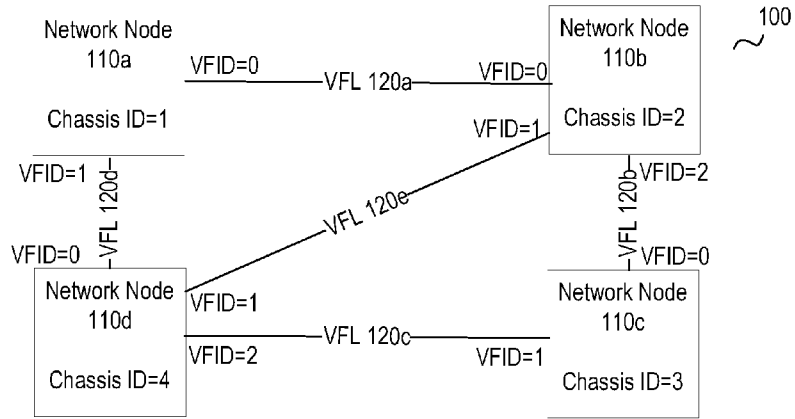 100
Network Node
110a
Chassis ID=1
VFID=0
VFL 120a
VFID=0
Network Node
110b
Chassis ID=2
VFID=1
VFID=1
VFL 120d
VFID=0
VFL 120e
VFID=2
VFL 120b
VFID=0
Network Node
110d
Chassis ID=4
VFID=1
VFID=2
VFL 120c
VFID=1
Network Node
110c
Chassis ID=3